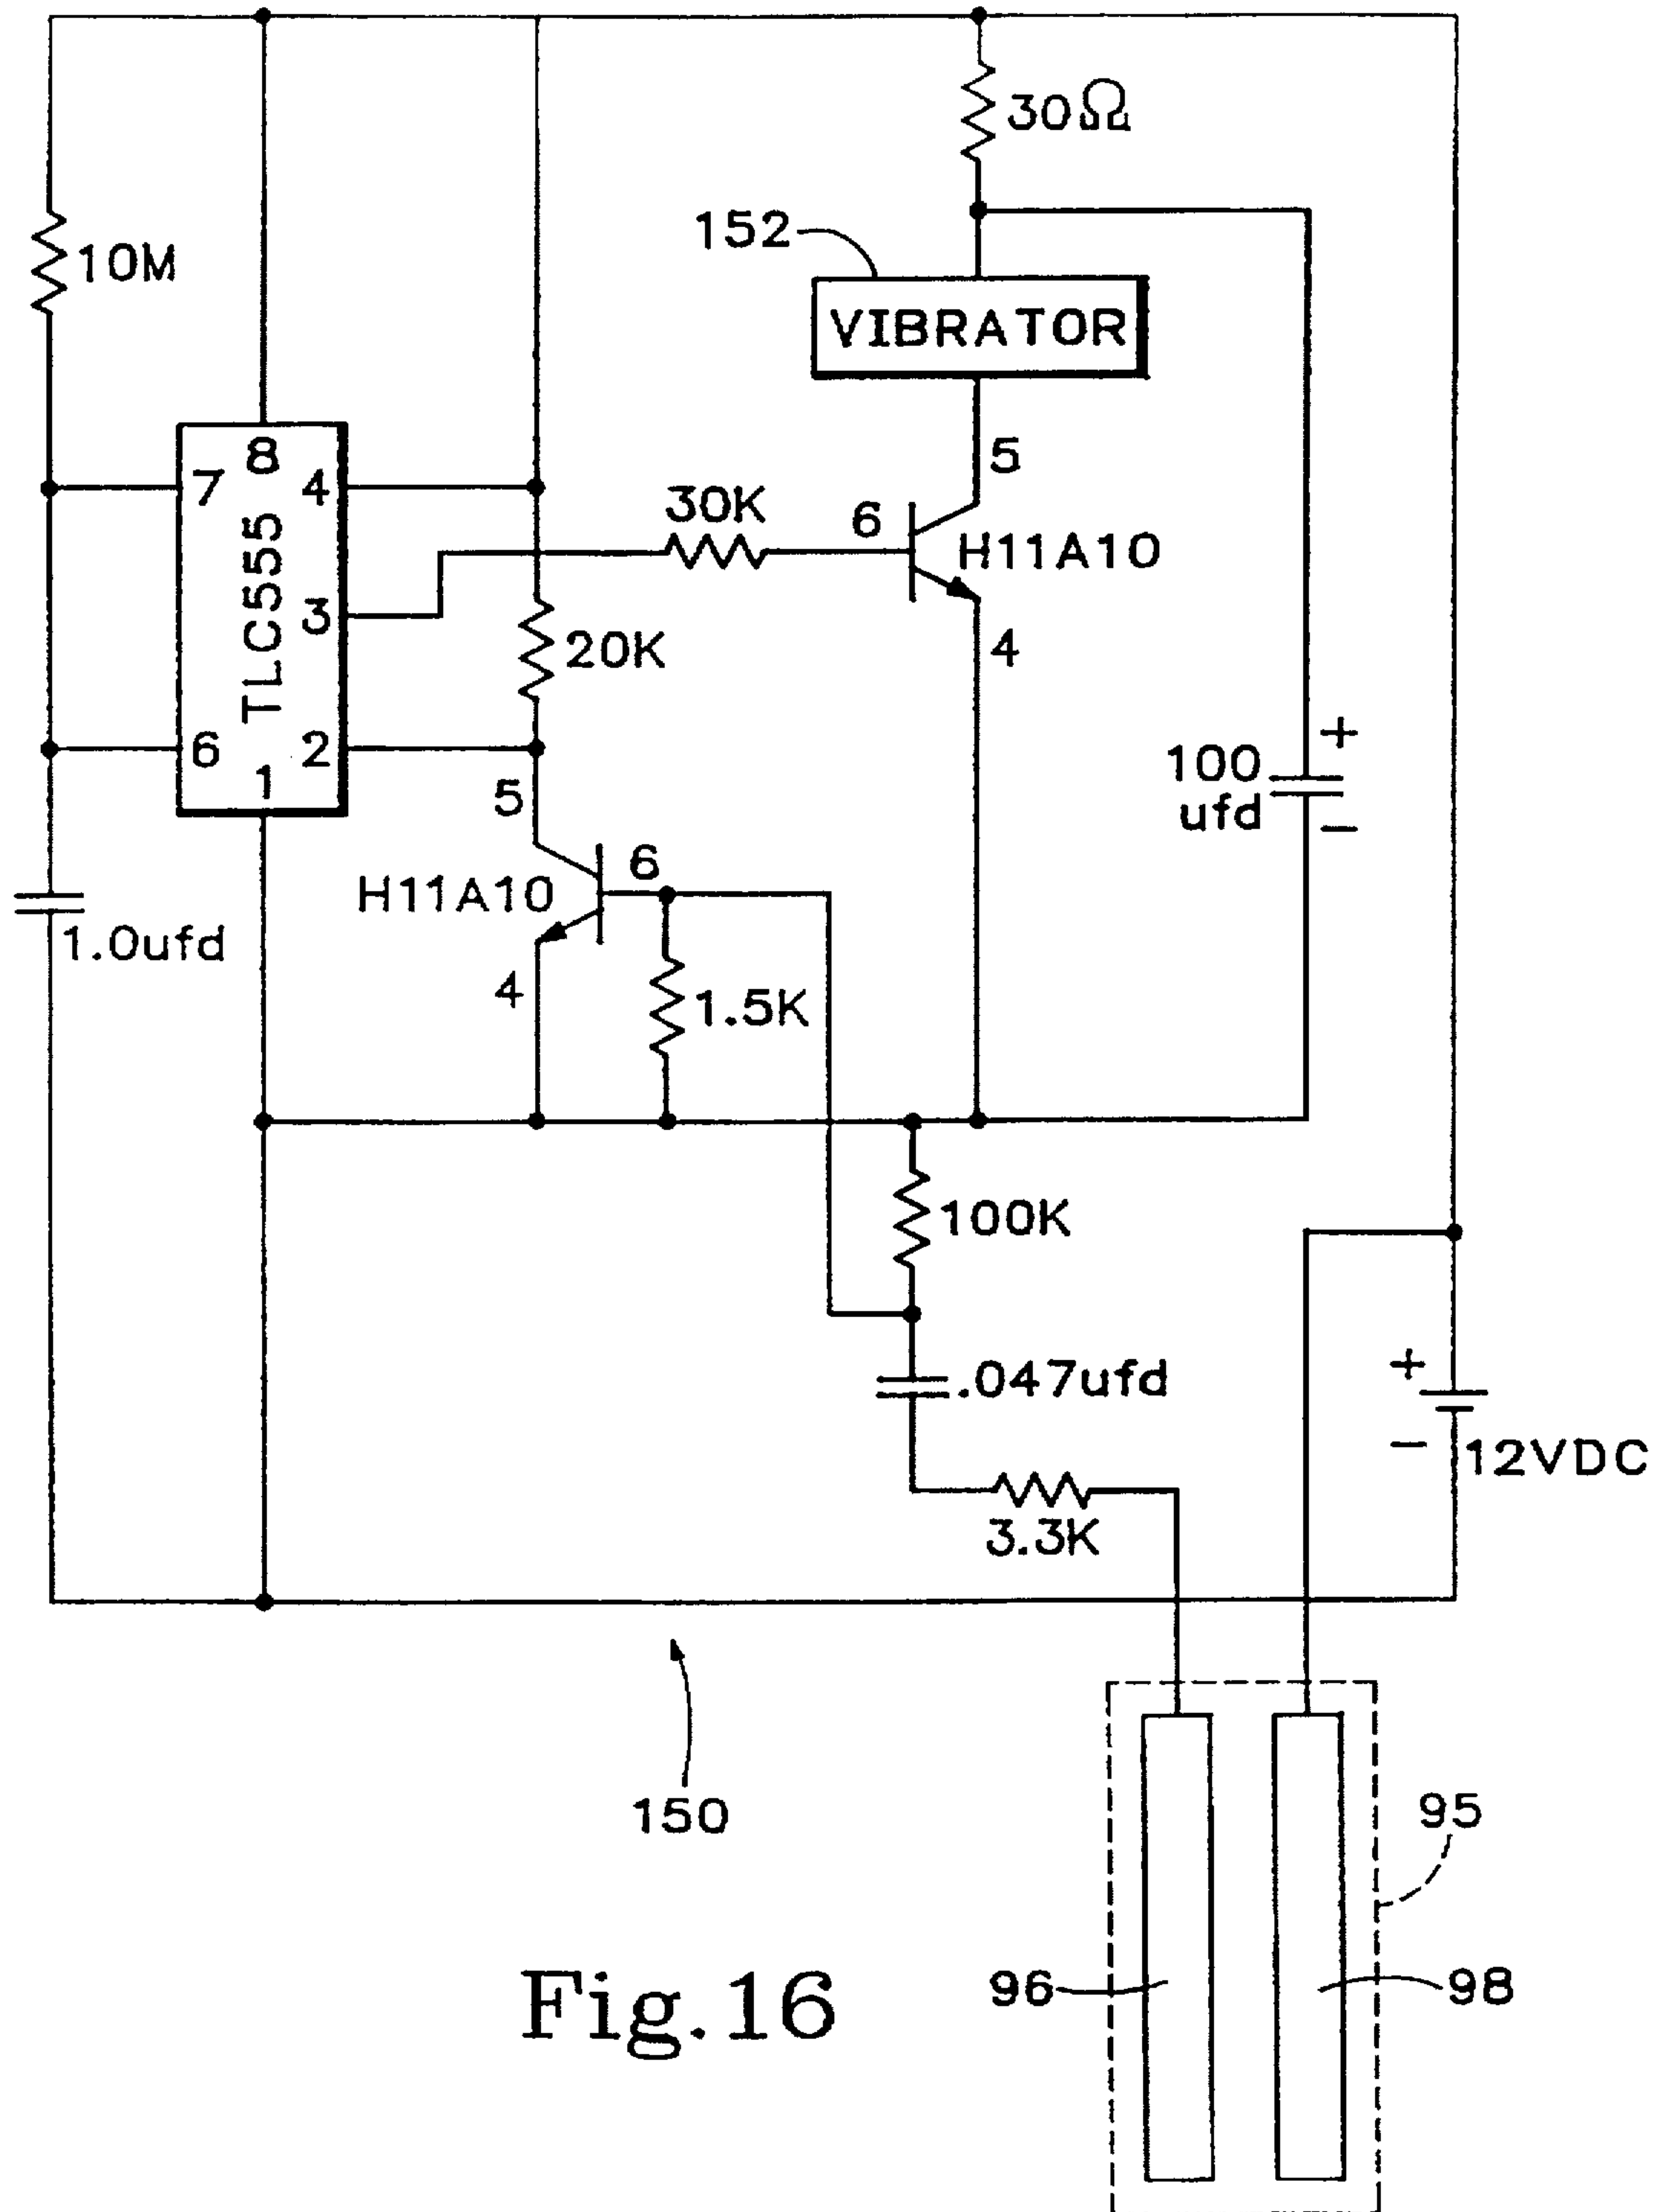 30Ω
152
10M
VIBRATOR
8
7
4
5
30K
6
H11A10
TLC555
3
20K
4
6
2
1
100
ufd
+
−
5
6
H11A10
1.0ufd
4
1.5K
100K
.047ufd
+
−
12VDC
3.3K
150
95
96
98
Fig.16